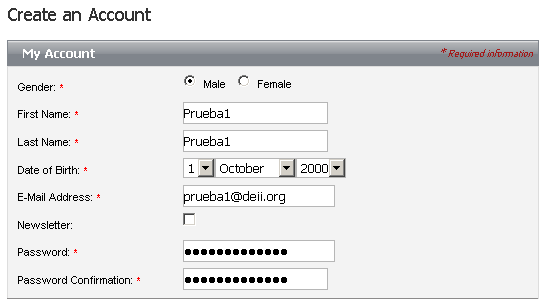 Create an Account
My Account * Required information
Gender: * Male Female
First Name: * Prueba1
Last Name: * Prueba1
Date of Birth: * 1 October 2000
E-Mail Address: * prueba1@deii.org
Newsletter:
Password: * ●●●●●●●●●●●●●
Password Confirmation: * ●●●●●●●●●●●●●